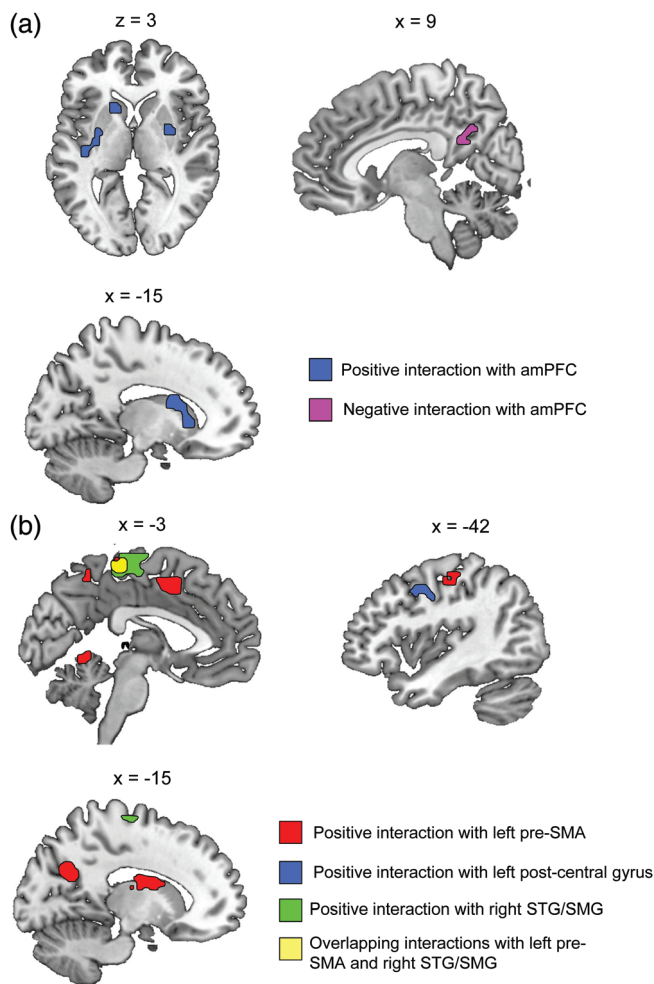 (a)
z = 3
x = 9
x = -15
Positive interaction with amPFC
Negative interaction with amPFC
(b)
x = -3
x = -42
x = -15
Positive interaction with left pre-SMA
Positive interaction with left post-central gyrus
Positive interaction with right STG/SMG
Overlapping interactions with left pre-
SMA and right STG/SMG